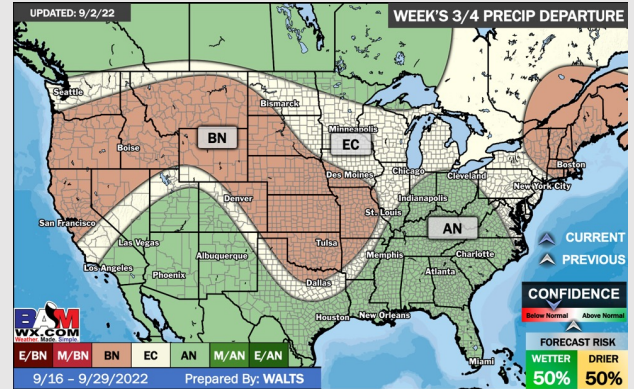 UPDATED: 9/2/22
WEEK'S 3/4 PRECIP DEPARTURE
Seattle
Bismarck
Minneapolis
BN
EC
Boise
Boston
Des Moines
Chicago
Cleveland
New York City
Denver
Indianapolis
St. Louis
San Francisco
AN
Las Vegas
Tulsa
Memphis
Charlotte
Albuquerque
Los Angeles
Phoenix
Atlanta
Dallas
Houston
New Orleans
Miami
CURRENT
PREVIOUS
CONFIDENCE
Below Normal
Above Normal
FORECAST RISK
WETTER
DRIER
50%
50%
BAM
WX.COM
Weather. Made. Simple.
E/BN
M/BN
BN
EC
AN
M/AN
E/AN
9/16 – 9/29/2022
Prepared By: WALTS